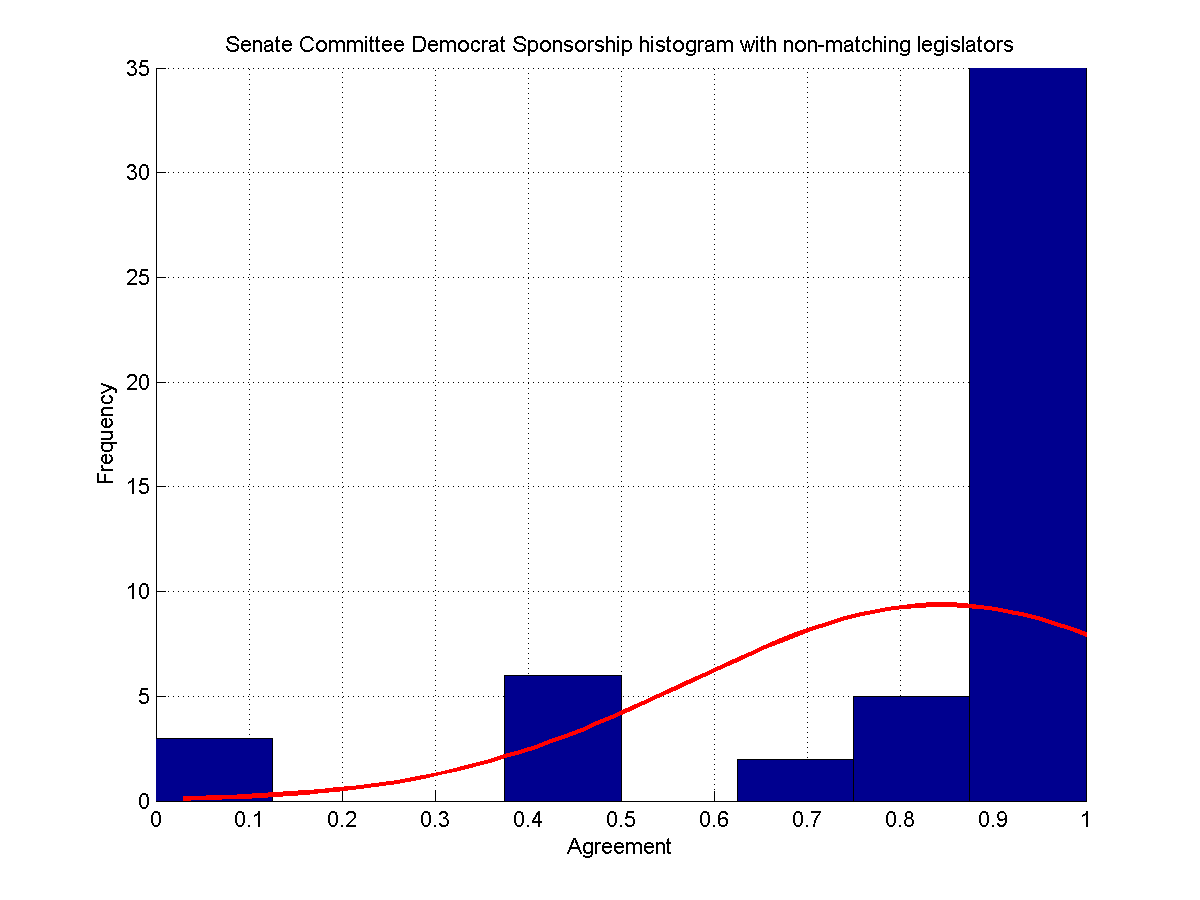 Senate Committee Democrat Sponsorship histogram with non-matching legislators
35
30
25
20
15
10
5
0
Frequency
0 0.1 0.2 0.3 0.4 0.5 0.6 0.7 0.8 0.9 1
Agreement